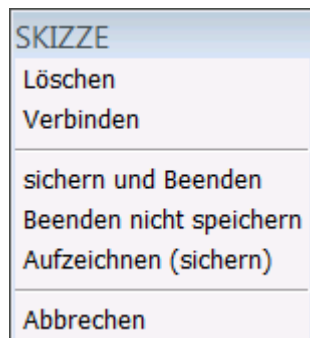 SKIZZE
Löschen
Verbinden
sichern und Beenden
Beenden nicht speichern
Aufzeichnen (sichern)
Abbrechen